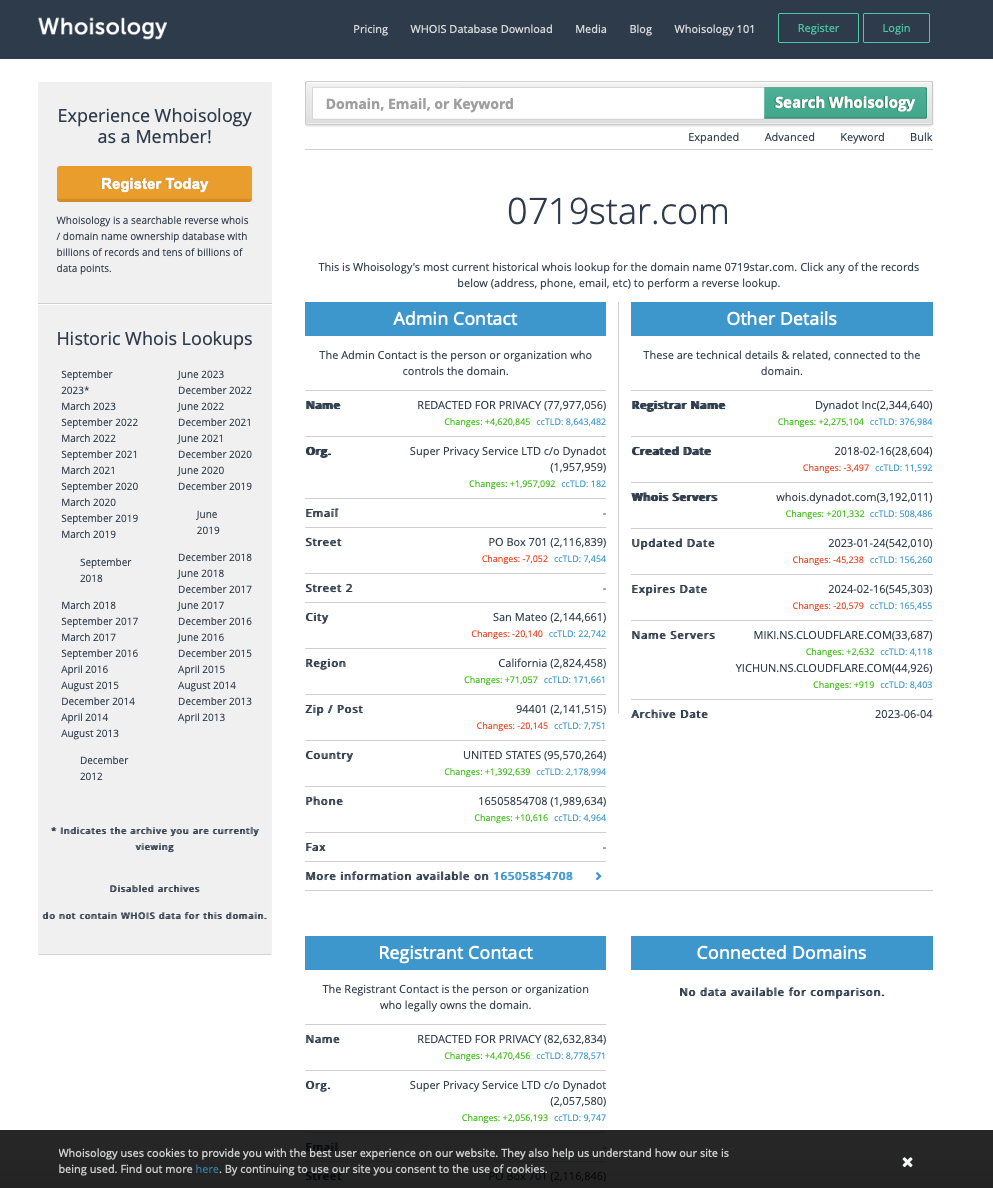 Whoisology
Pricing WHOIS Database Download Media Blog Whoisology 101 Register Login
Experience Whoisology
as a Member!
Register Today
Whoisology is a searchable reverse whois
/ domain name ownership database with
billions of records and tens of billions of
data points.
Historic Whois Lookups
September
2023*
March 2023
September 2022
March 2022
September 2021
March 2021
September 2020
March 2020
September 2019
March 2019
September
2018
March 2018
September 2017
March 2017
September 2016
April 2016
August 2015
December 2014
April 2014
August 2013
December
2012
June 2023
December 2022
June 2022
December 2021
June 2021
December 2020
June 2020
December 2019
June
2019
December 2018
June 2018
December 2017
June 2017
December 2016
June 2016
December 2015
April 2015
August 2014
December 2013
April 2013
* Indicates the archive you are currently
viewing
Disabled archives
do not contain WHOIS data for this domain.
Domain, Email, or Keyword Search Whoisology
Expanded Advanced Keyword Bulk
0719star.com
This is Whoisology's most current historical whois lookup for the domain name 0719star.com. Click any of the records
below (address, phone, email, etc) to perform a reverse lookup.
Admin Contact
The Admin Contact is the person or organization who
controls the domain.
Name REDACTED FOR PRIVACY (77,977,056)
Changes: +4,620,845 ccTLD: 8,643,482
Org. Super Privacy Service LTD c/o Dynadot
(1,957,959)
Changes: +1,957,092 ccTLD: 182
Email -
Street PO Box 701 (2,116,839)
Changes: -7,052 ccTLD: 7,454
Street 2 -
City San Mateo (2,144,661)
Changes: -20,140 ccTLD: 22,742
Region California (2,824,458)
Changes: +71,057 ccTLD: 171,661
Zip / Post 94401 (2,141,515)
Changes: -20,145 ccTLD: 7,751
Country UNITED STATES (95,570,264)
Changes: +1,392,639 ccTLD: 2,178,994
Phone 16505854708 (1,989,634)
Changes: +10,616 ccTLD: 4,964
Fax -
More information available on 16505854708
Other Details
These are technical details & related, connected to the
domain.
Registrar Name Dynadot Inc(2,344,640)
Changes: +2,275,104 ccTLD: 376,984
Created Date 2018-02-16(28,604)
Changes: -3,497 ccTLD: 11,592
Whois Servers whois.dynadot.com(3,192,011)
Changes: +201,332 ccTLD: 508,486
Updated Date 2023-01-24(542,010)
Changes: -45,238 ccTLD: 156,260
Expires Date 2024-02-16(545,303)
Changes: -20,579 ccTLD: 165,455
Name Servers MIKI.NS.CLOUDFLARE.COM(33,687)
Changes: +2,632 ccTLD: 4,118
YICHUN.NS.CLOUDFLARE.COM(44,926)
Changes: +919 ccTLD: 8,403
Archive Date 2023-06-04
Registrant Contact
The Registrant Contact is the person or organization
who legally owns the domain.
Name REDACTED FOR PRIVACY (82,632,834)
Changes: +4,470,456 ccTLD: 8,778,571
Org. Super Privacy Service LTD c/o Dynadot
(2,057,580)
Changes: +2,056,193 ccTLD: 9,747
Email
Street PO Box 701 (2,116,846)
Connected Domains
No data available for comparison.
Whoisology uses cookies to provide you with the best user experience on our website. They also help us understand how our site is
being used. Find out more here. By continuing to use our site you consent to the use of cookies.